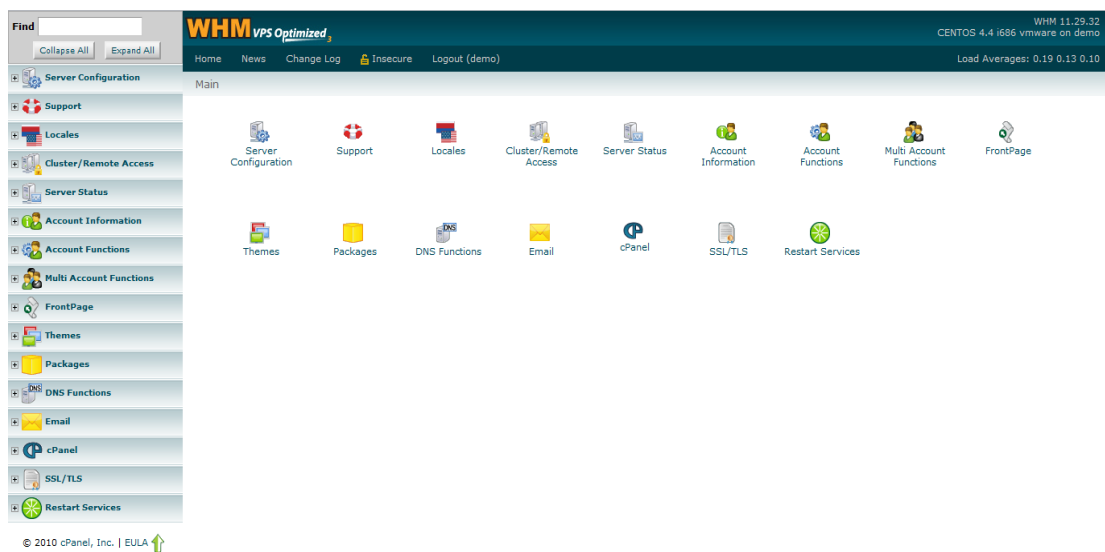 Find
Collapse All Expand All
Server Configuration
Support
Locales
Cluster/Remote Access
Server Status
Account Information
Account Functions
Multi Account Functions
FrontPage
Themes
Packages
DNS
DNS Functions
Email
cPanel
SSL/TLS
Restart Services
© 2010 cPanel, Inc. | EULA
WHM VPS Optimized 3
WHM 11.29.32
CENTOS 4.4 i686 vmware on demo
Home News Change Log Insecure Logout (demo)
Load Averages: 0.19 0.13 0.10
Main
Server
Configuration
Support
Locales
Cluster/Remote
Access
Server Status
Account
Information
Account
Functions
Multi Account
Functions
FrontPage
Themes
Packages
DNS
DNS Functions
Email
cPanel
SSL/TLS
Restart Services